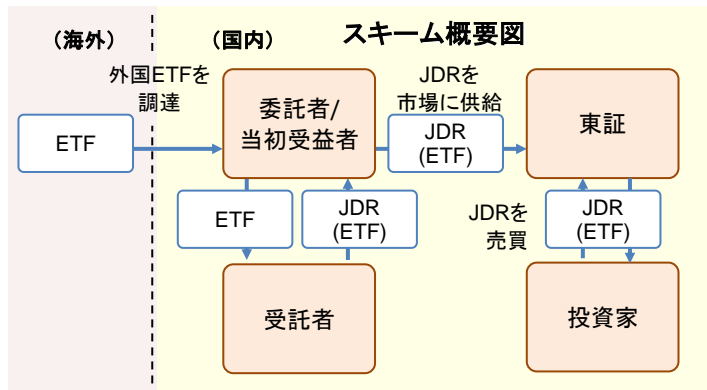 スキーム概要図
（海外）
（国内）
外国ETFを
調達
ETF
委託者/
当初受益者
JDRを
市場に供給
JDR
(ETF)
東証
ETF
JDR
(ETF)
JDRを
売買
JDR
(ETF)
受託者
投資家